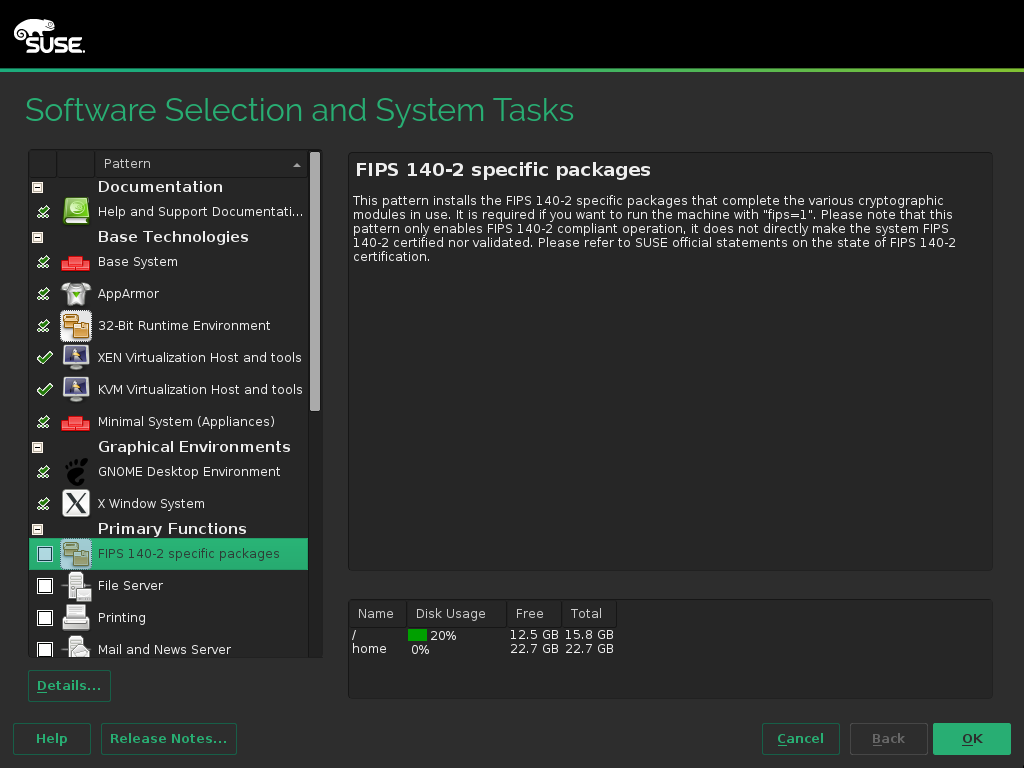 SUSE.
Software Selection and System Tasks
Pattern
Documentation
Help and Support Documentati...
Base Technologies
Base System
AppArmor
32-Bit Runtime Environment
XEN Virtualization Host and tools
KVM Virtualization Host and tools
Minimal System (Appliances)
Graphical Environments
GNOME Desktop Environment
X Window System
Primary Functions
FIPS 140-2 specific packages
File Server
Printing
Mail and News Server
Details...
FIPS 140-2 specific packages
This pattern installs the FIPS 140-2 specific packages that complete the various cryptographic
modules in use. It is required if you want to run the machine with "fips=1". Please note that this
pattern only enables FIPS 140-2 compliant operation, it does not directly make the system FIPS
140-2 certified nor validated. Please refer to SUSE official statements on the state of FIPS 140-2
certification.
Name Disk Usage Free Total
/ 20% 12.5 GB 15.8 GB
home 0% 22.7 GB 22.7 GB
Help Release Notes... Cancel Back OK